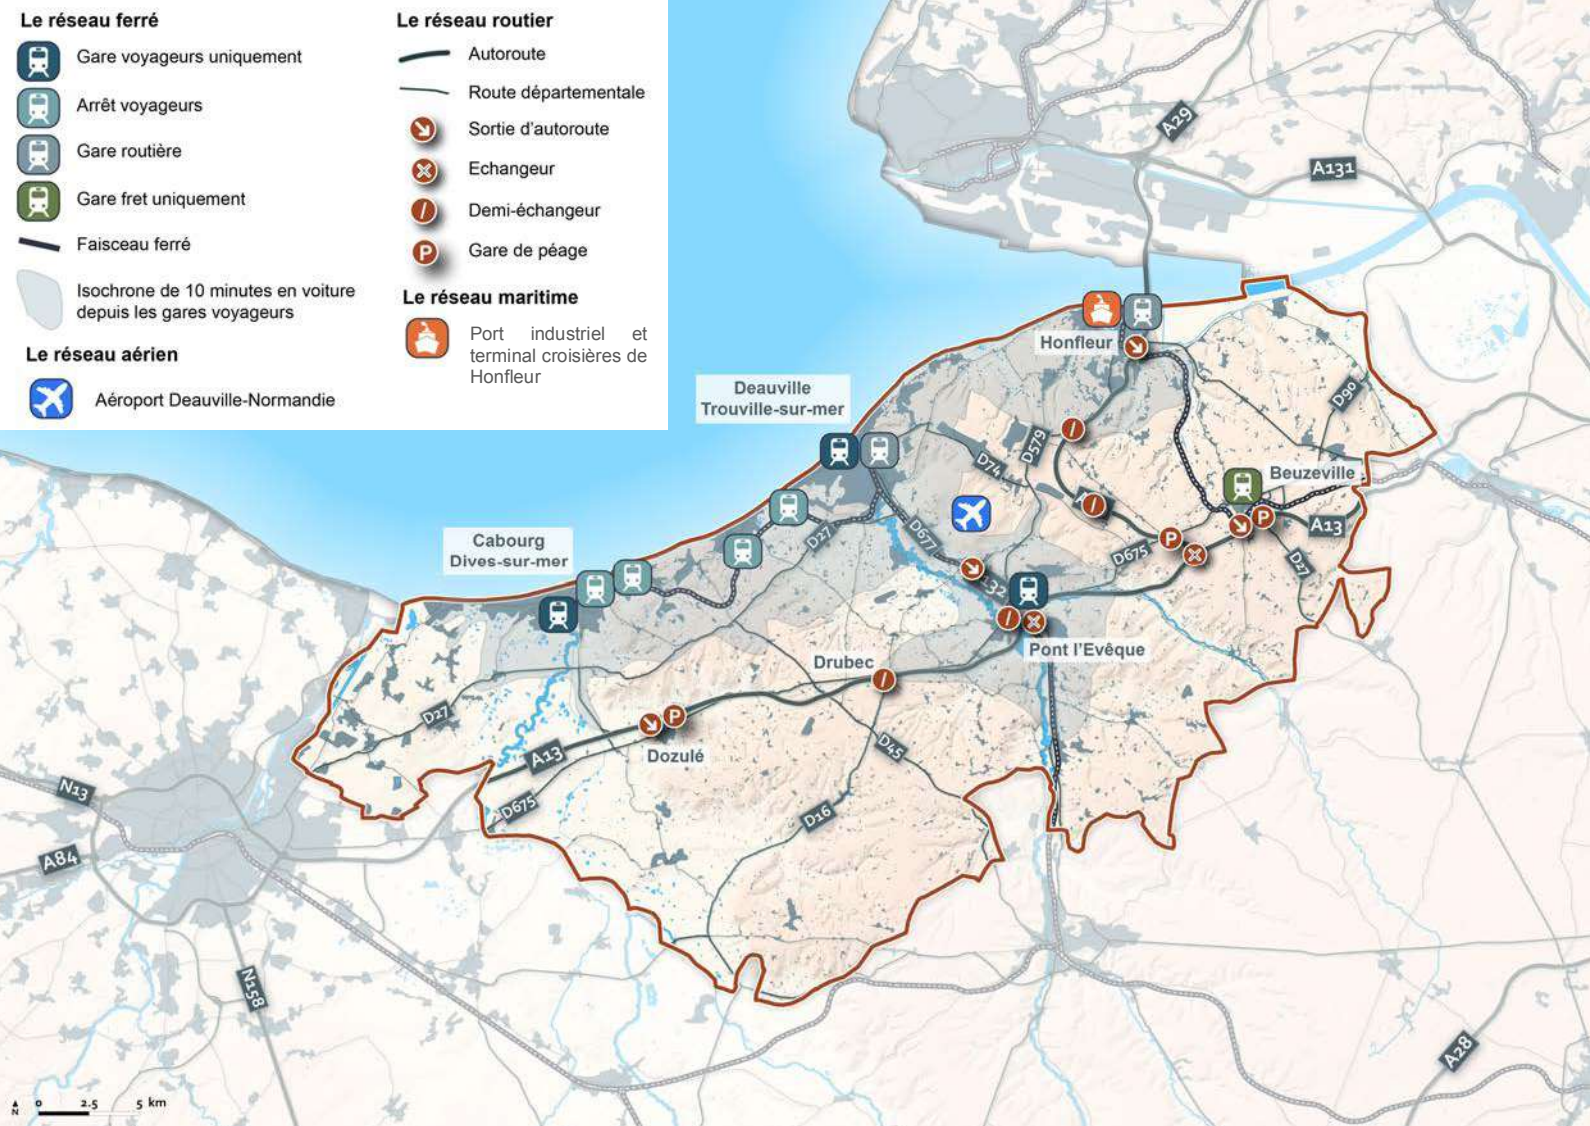 Le réseau ferré
Gare voyageurs uniquement
Arrêt voyageurs
Gare routière
Gare fret uniquement
Faisceau ferré
Isochrone de 10 minutes en voiture
depuis les gares voyageurs
Le réseau aérien
Aéroport Deauville-Normandie
Le réseau routier
Autoroute
Route départementale
Sortie d'autoroute
Echangeur
Demi-échangeur
P
Gare de péage
Le réseau maritime
Port industriel et
terminal croisières de
Honfleur
A29
A131
Honfleur
Deauville
Trouville-sur-mer
D90
D579
D74
Beuzeville
P
A13
P
D675
D27
D27
D677
Cabourg
Dives-sur-mer
Pont l'Evêque
Drubec
D27
P
Dozulé
A13
D45
D675
D16
N13
A84
N158
A28
N
0 2.5 5 km